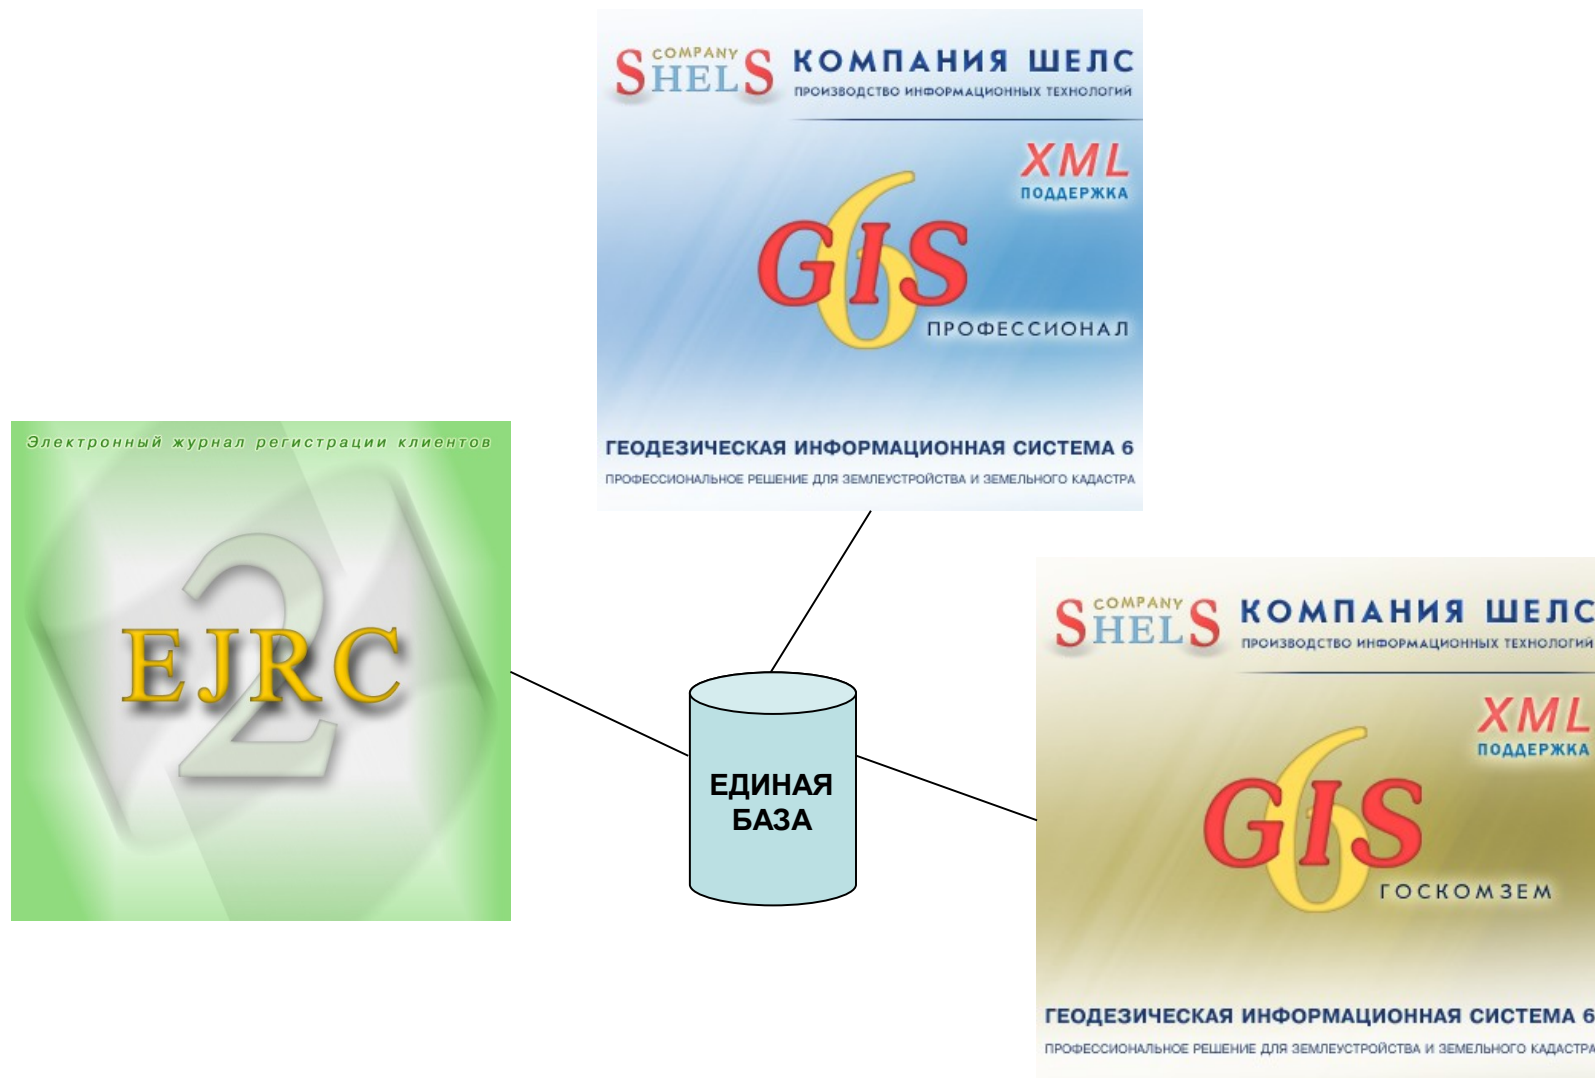 COMPANY
SHELS
КОМПАНИЯ ШЕЛС
ПРОИЗВОДСТВО ИНФОРМАЦИОННЫХ ТЕХНОЛОГИЙ
XML
ПОДДЕРЖКА
GIS 6
ПРОФЕССИОНАЛ
ГЕОДЕЗИЧЕСКАЯ ИНФОРМАЦИОННАЯ СИСТЕМА 6
ПРОФЕССИОНАЛЬНОЕ РЕШЕНИЕ ДЛЯ ЗЕМЛЕУСТРОЙСТВА И ЗЕМЕЛЬНОГО КАДАСТРА
Электронный журнал регистрации клиентов
EJRC 2
ЕДИНАЯ
БАЗА
COMPANY
SHELS
КОМПАНИЯ ШЕЛС
ПРОИЗВОДСТВО ИНФОРМАЦИОННЫХ ТЕХНОЛОГИЙ
XML
ПОДДЕРЖКА
GIS 6
ГОСКОМЗЕМ
ГЕОДЕЗИЧЕСКАЯ ИНФОРМАЦИОННАЯ СИСТЕМА 6
ПРОФЕССИОНАЛЬНОЕ РЕШЕНИЕ ДЛЯ ЗЕМЛЕУСТРОЙСТВА И ЗЕМЕЛЬНОГО КАДАСТРА